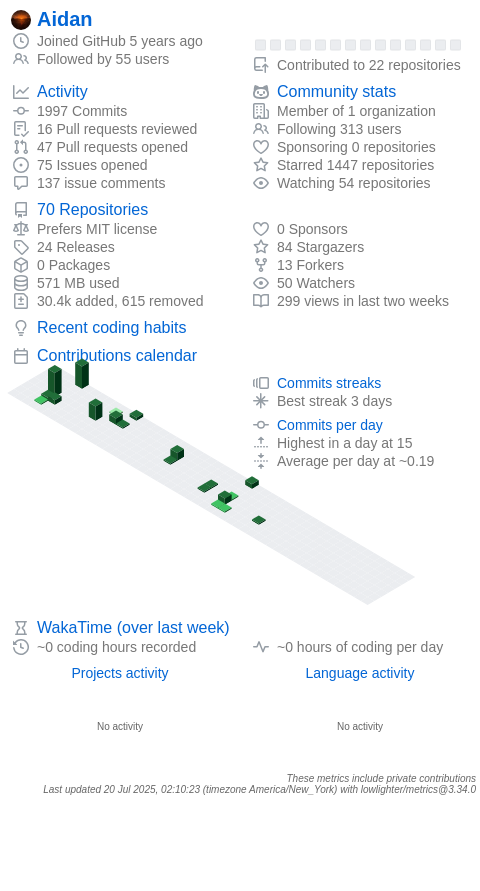 Aidan
Joined GitHub 5 years ago
Followed by 55 users
Contributed to 22 repositories
Activity
1997 Commits
16 Pull requests reviewed
47 Pull requests opened
75 Issues opened
137 issue comments
Community stats
Member of 1 organization
Following 313 users
Sponsoring 0 repositories
Starred 1447 repositories
Watching 54 repositories
70 Repositories
Prefers MIT license
24 Releases
0 Packages
571 MB used
30.4k added, 615 removed
0 Sponsors
84 Stargazers
13 Forkers
50 Watchers
299 views in last two weeks
Recent coding habits
Contributions calendar
Commits streaks
Best streak 3 days
Commits per day
Highest in a day at 15
Average per day at ~0.19
WakaTime (over last week)
~0 coding hours recorded
~0 hours of coding per day
Projects activity
No activity
Language activity
No activity
These metrics include private contributions
Last updated 20 Jul 2025, 02:10:23 (timezone America/New_York) with lowlighter/metrics@3.34.0